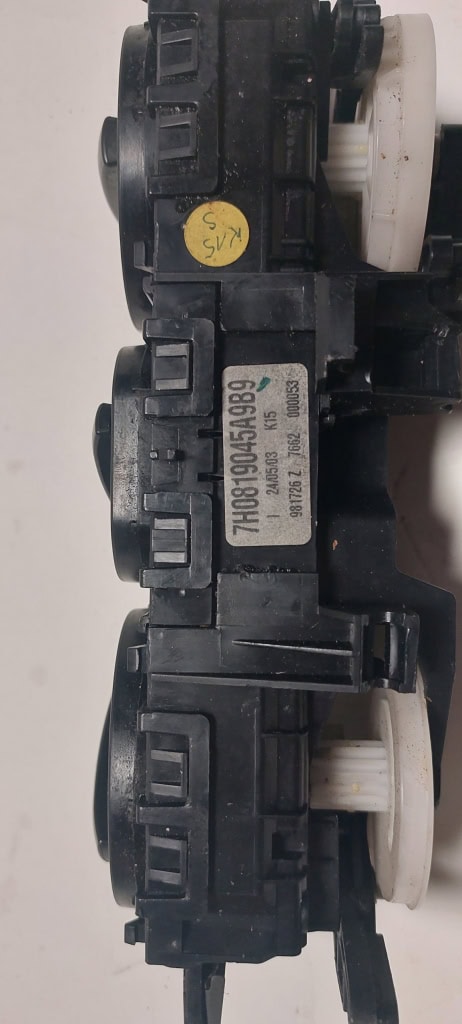 K15
S
7H0819045A9B9
I 24/05/03 K15
981726 Z 7662 000053